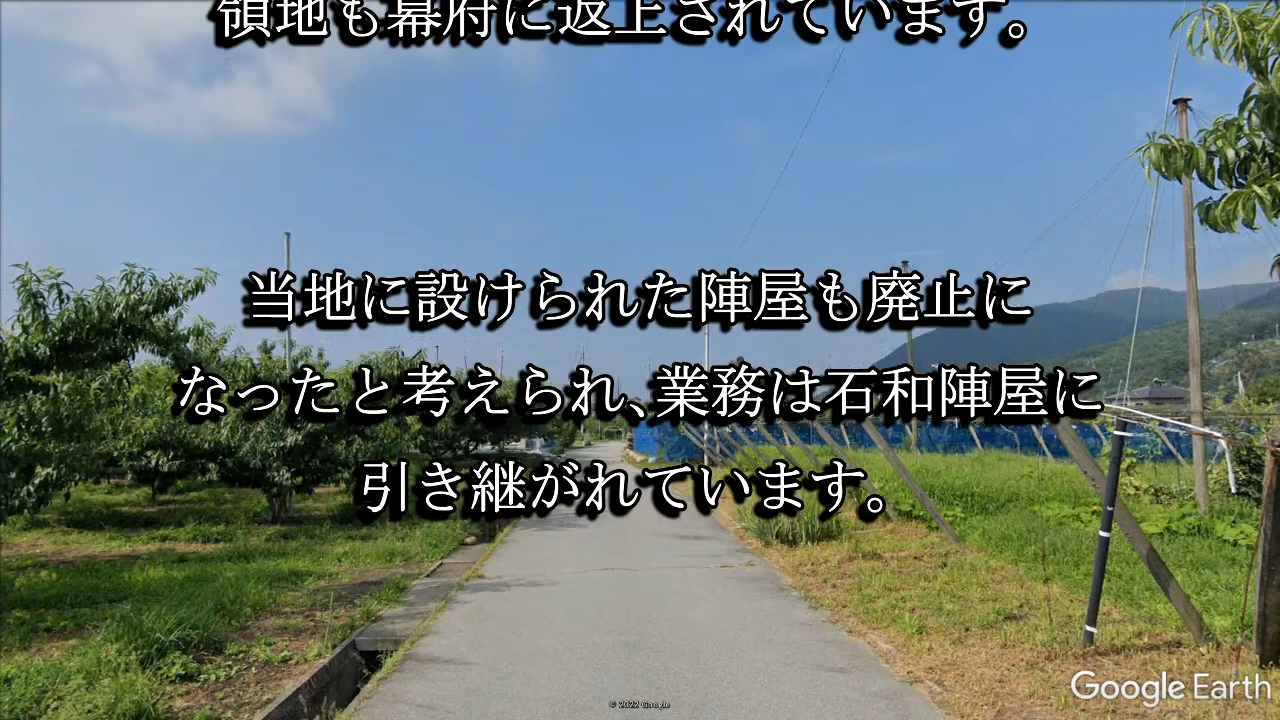 領地も幕府に返上されています。
当地に設けられた陣屋も廃止に
なったと考えられ、業務は石和陣屋に
引き継がれています。
Google Earth
© 2022 Google